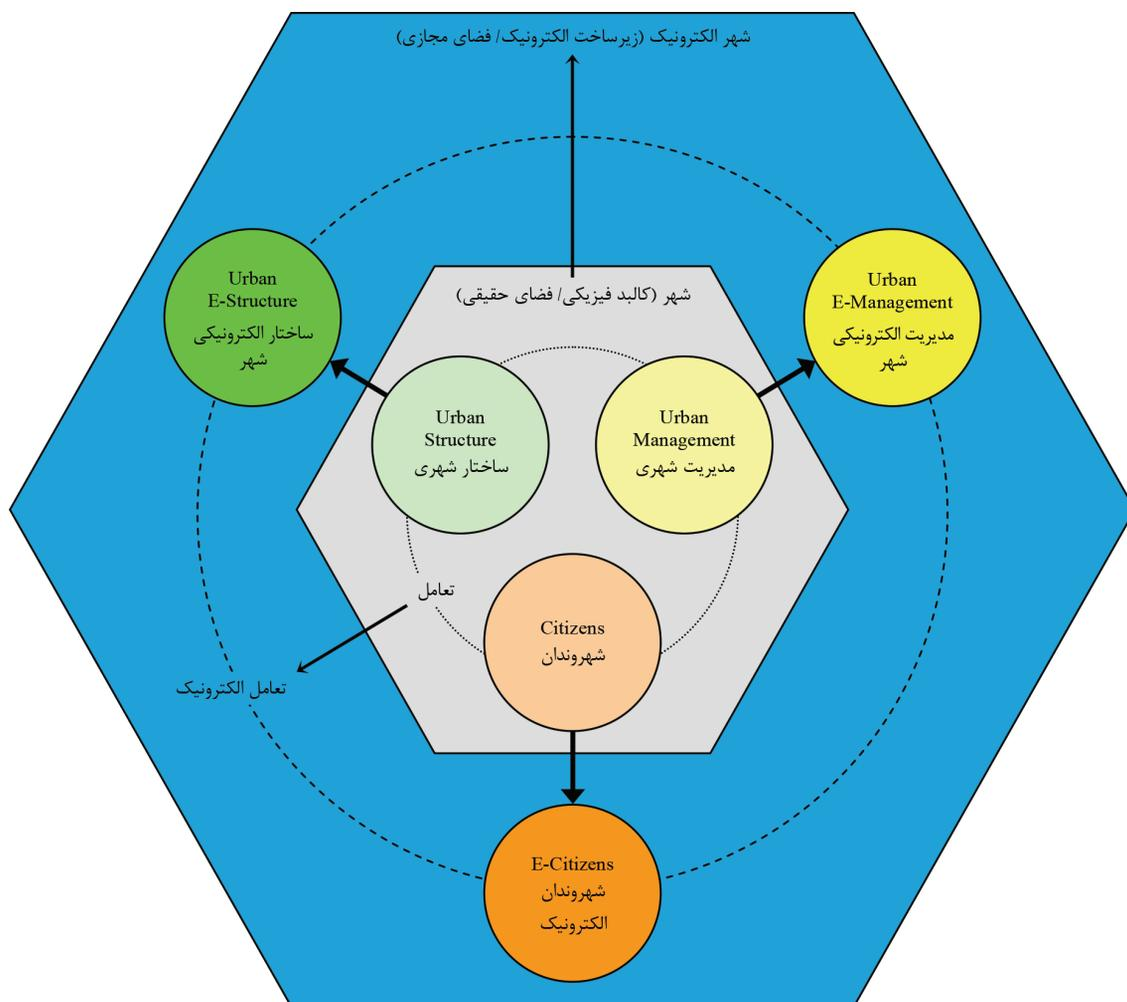 شهر الکترونیک (زیرساخت الکترونیک/ فضای مجازی)
Urban
E-Structure
ساختار الکترونیکی
شهر
Urban
E-Management
مدیریت الکترونیکی
شهر
شهر (کالبد فیزیکی/ فضای حقیقی)
Urban
Structure
ساختار شهری
Urban
Management
مدیریت شهری
تعامل
Citizens
شهروندان
تعامل الکترونیک
E-Citizens
شهروندان
الکترونیک